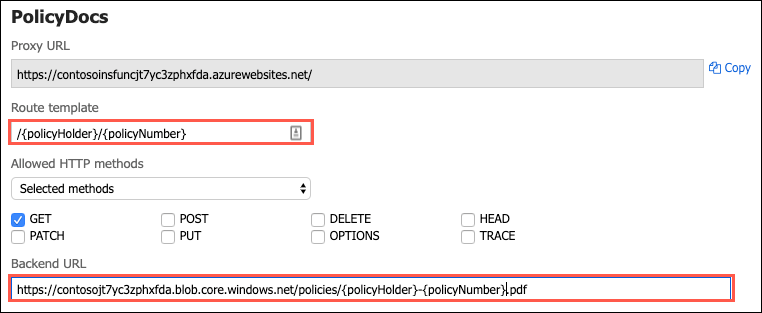 PolicyDocs
Proxy URL
https://contosoinsfuncjt7yc3zphxfda.azurewebsites.net/
Copy
Route template
/{policyHolder}/{policyNumber}
Allowed HTTP methods
Selected methods
GET POST DELETE HEAD
PATCH PUT OPTIONS TRACE
Backend URL
https://contosojt7yc3zphxfda.blob.core.windows.net/policies/{policyHolder}-{policyNumber}.pdf